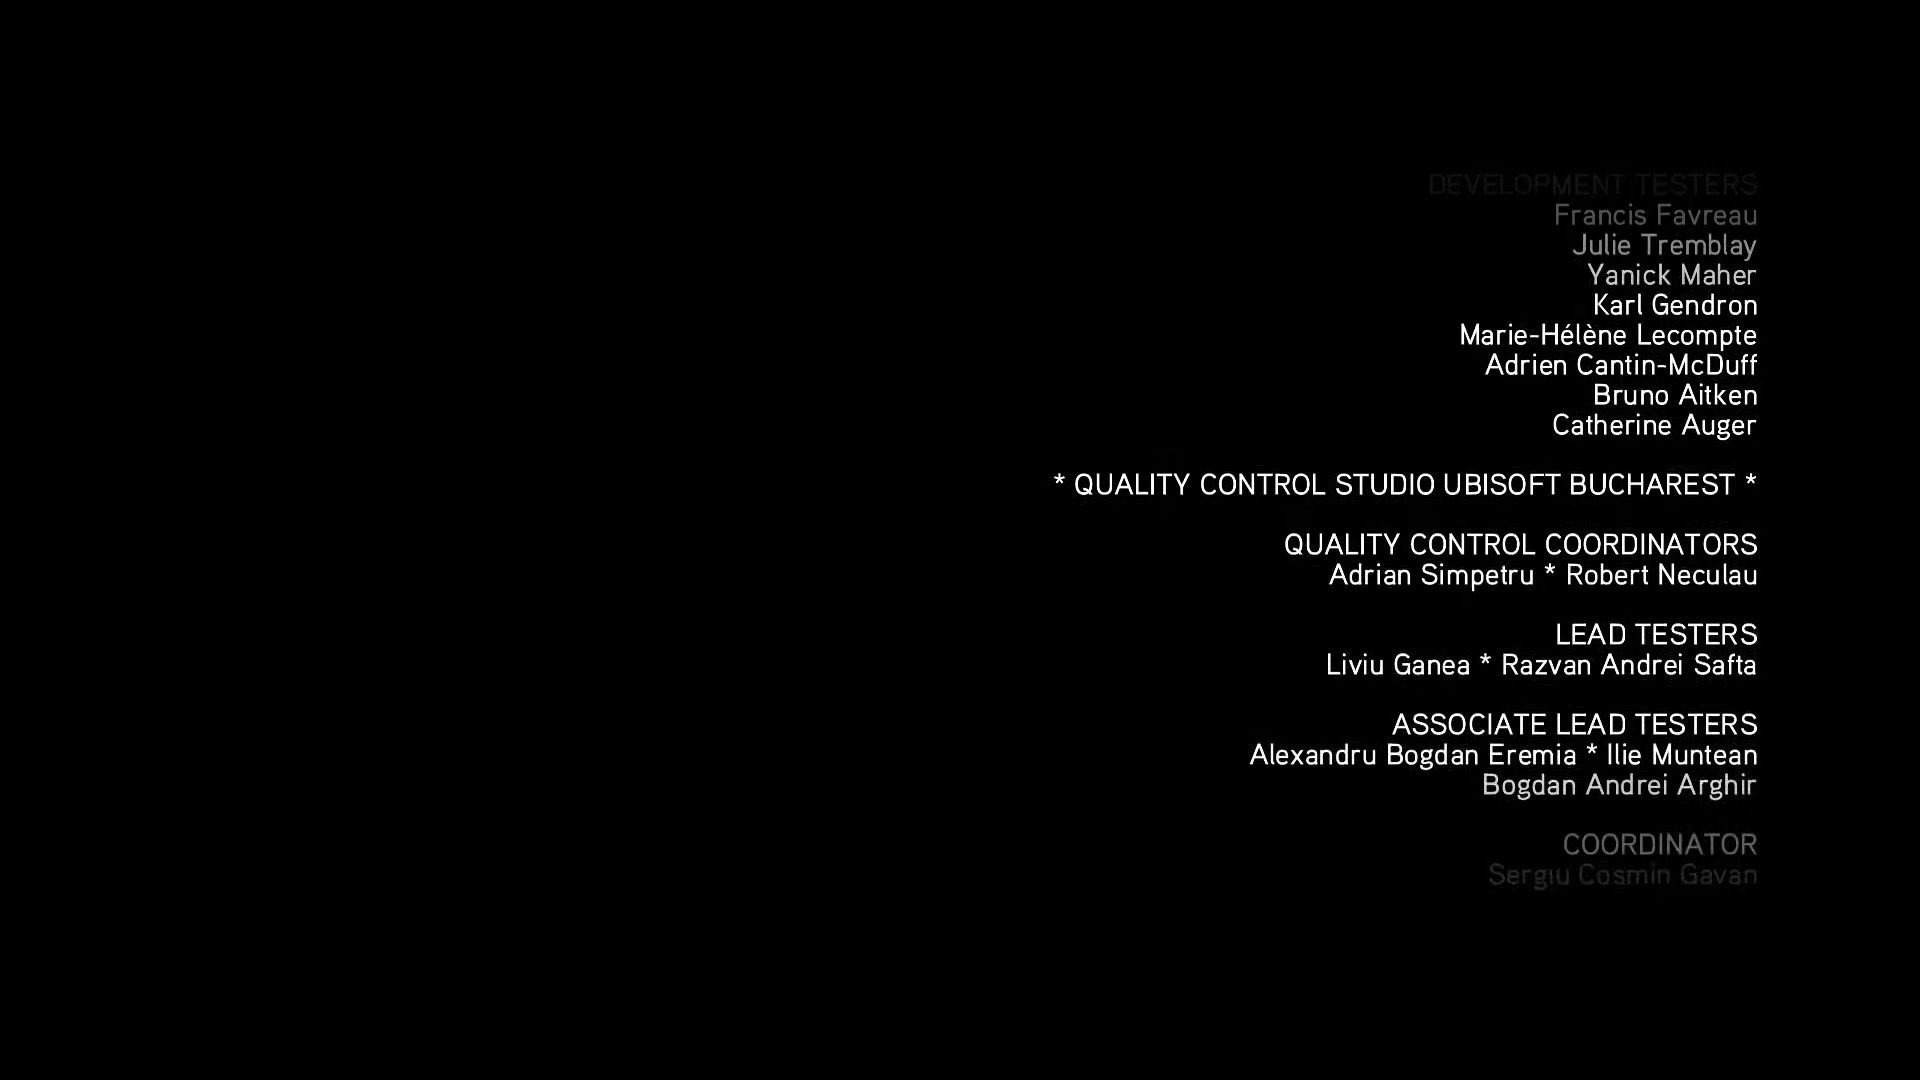 DEVELOPMENT TESTERS
Francis Favreau
Julie Tremblay
Yanick Maher
Karl Gendron
Marie-Hélène Lecompte
Adrien Cantin-McDuff
Bruno Aitken
Catherine Auger
* QUALITY CONTROL STUDIO UBISOFT BUCHAREST *
QUALITY CONTROL COORDINATORS
Adrian Simpetru * Robert Neculau
LEAD TESTERS
Liviu Ganea * Razvan Andrei Safta
ASSOCIATE LEAD TESTERS
Alexandru Bogdan Eremia * Ilie Muntean
Bogdan Andrei Arghir
COORDINATOR
Sergiu Cosmin Gavan